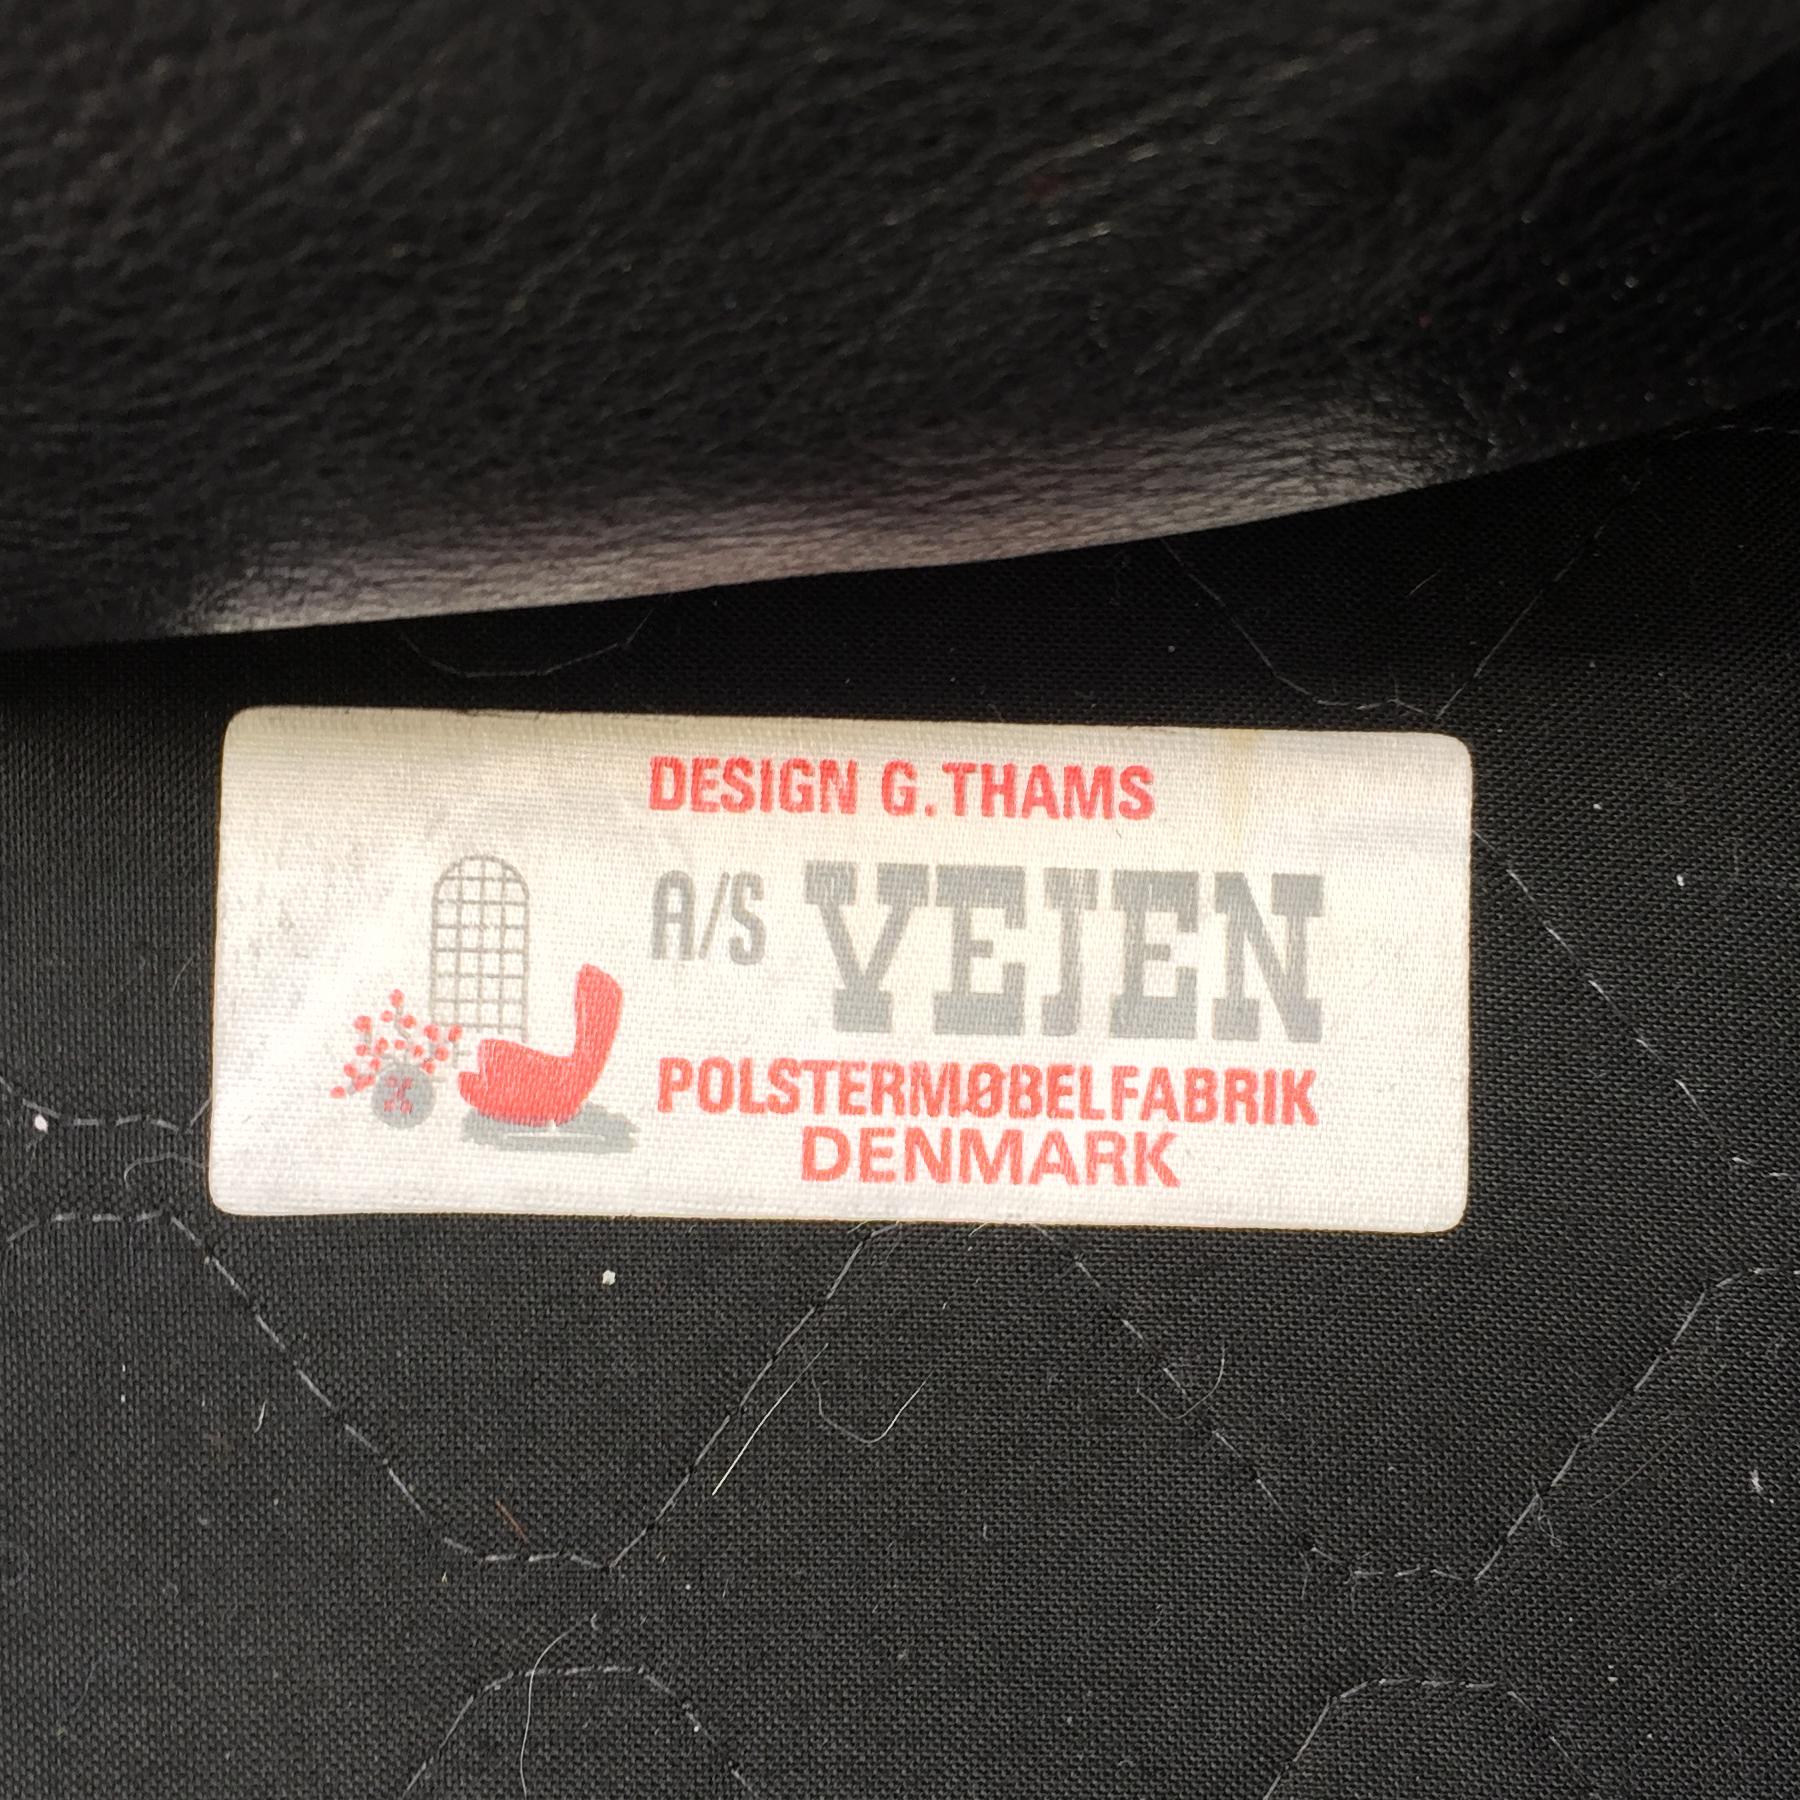 DESIGN G.THAMS
A/S VEJEN
POLSTERMØBELFABRIK
DENMARK